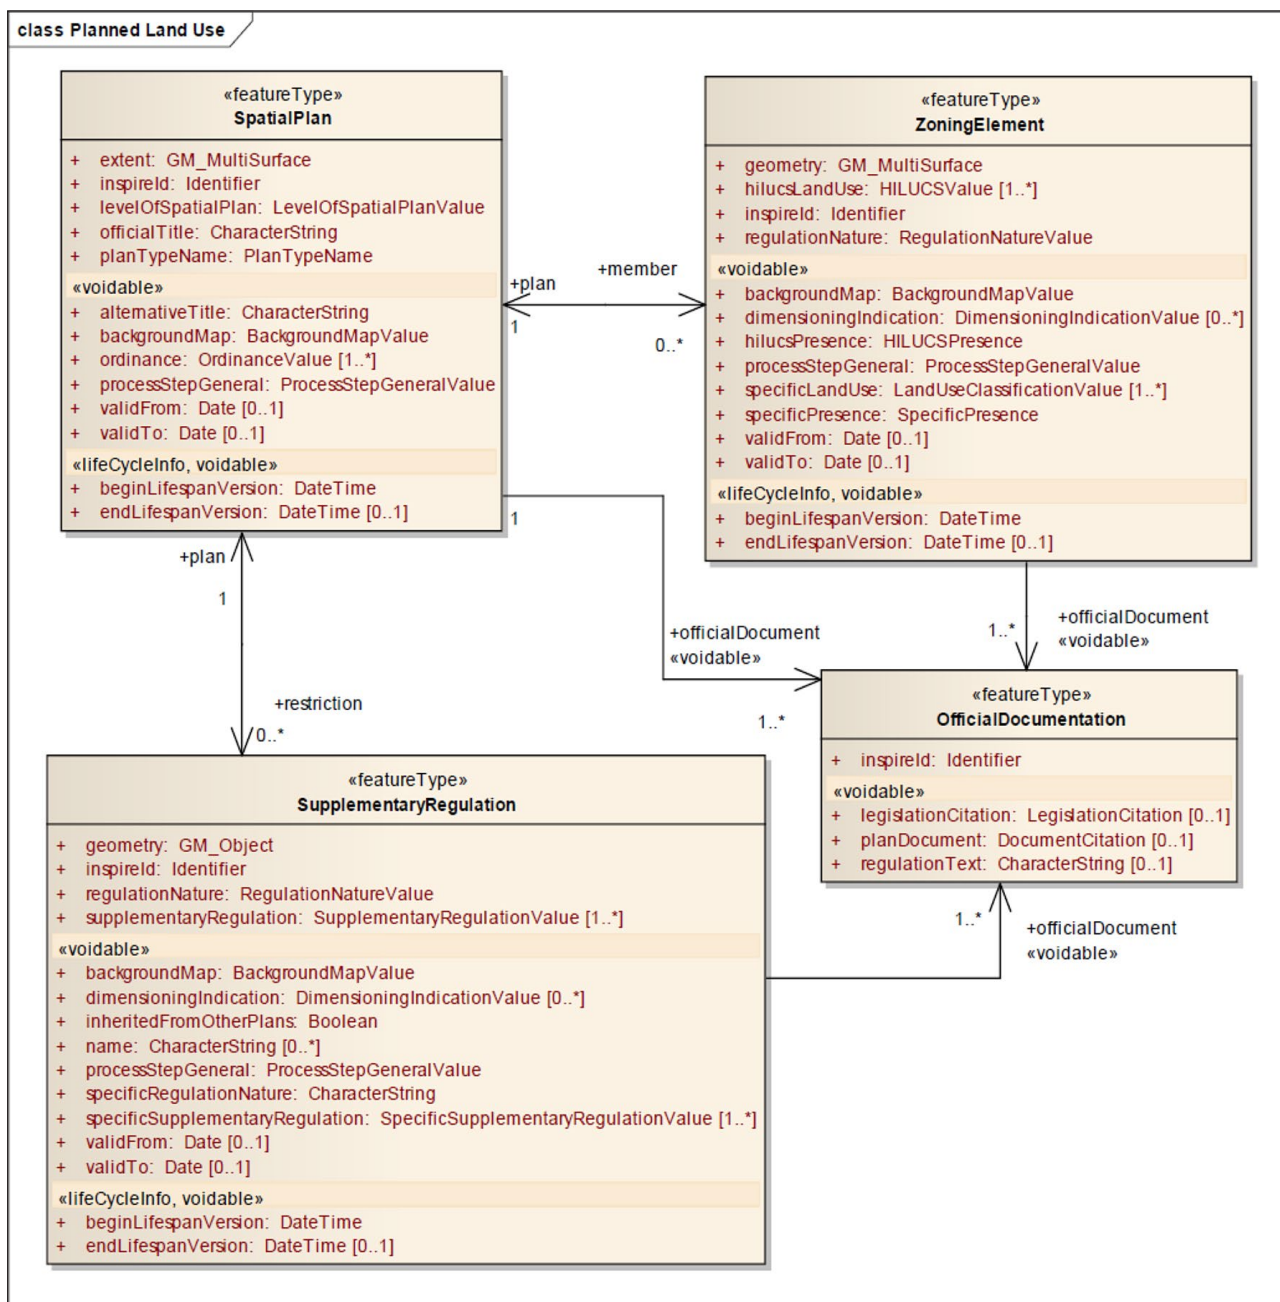 class Planned Land Use
«featureType»
SpatialPlan
+ extent: GM_MultiSurface
+ inspireId: Identifier
+ levelOfSpatialPlan: LevelOfSpatialPlanValue
+ officialTitle: CharacterString
+ planTypeName: PlanTypeName
«voidable»
+ alternativeTitle: CharacterString
+ backgroundMap: BackgroundMapValue
+ ordinance: OrdinanceValue [1..*]
+ processStepGeneral: ProcessStepGeneralValue
+ validFrom: Date [0..1]
+ validTo: Date [0..1]
«lifeCycleInfo, voidable»
+ beginLifespanVersion: DateTime
+ endLifespanVersion: DateTime [0..1]
+plan
1
+member
0..*
«featureType»
ZoningElement
+ geometry: GM_MultiSurface
+ hilucsLandUse: HILUCSValue [1..*]
+ inspireId: Identifier
+ regulationNature: RegulationNatureValue
«voidable»
+ backgroundMap: BackgroundMapValue
+ dimensioningIndication: DimensioningIndicationValue [0..*]
+ hilucsPresence: HILUCSPresence
+ processStepGeneral: ProcessStepGeneralValue
+ specificLandUse: LandUseClassificationValue [1..*]
+ specificPresence: SpecificPresence
+ validFrom: Date [0..1]
+ validTo: Date [0..1]
«lifeCycleInfo, voidable»
+ beginLifespanVersion: DateTime
+ endLifespanVersion: DateTime [0..1]
1
+plan
1
+officialDocument
«voidable»
1..*
1..*
+officialDocument
«voidable»
+restriction
0..*
«featureType»
OfficialDocumentation
+ inspireId: Identifier
«voidable»
+ legislationCitation: LegislationCitation [0..1]
+ planDocument: DocumentCitation [0..1]
+ regulationText: CharacterString [0..1]
1..*
+officialDocument
«voidable»
«featureType»
SupplementaryRegulation
+ geometry: GM_Object
+ inspireId: Identifier
+ regulationNature: RegulationNatureValue
+ supplementaryRegulation: SupplementaryRegulationValue [1..*]
«voidable»
+ backgroundMap: BackgroundMapValue
+ dimensioningIndication: DimensioningIndicationValue [0..*]
+ inheritedFromOtherPlans: Boolean
+ name: CharacterString [0..*]
+ processStepGeneral: ProcessStepGeneralValue
+ specificRegulationNature: CharacterString
+ specificSupplementaryRegulation: SpecificSupplementaryRegulationValue [1..*]
+ validFrom: Date [0..1]
+ validTo: Date [0..1]
«lifeCycleInfo, voidable»
+ beginLifespanVersion: DateTime
+ endLifespanVersion: DateTime [0..1]